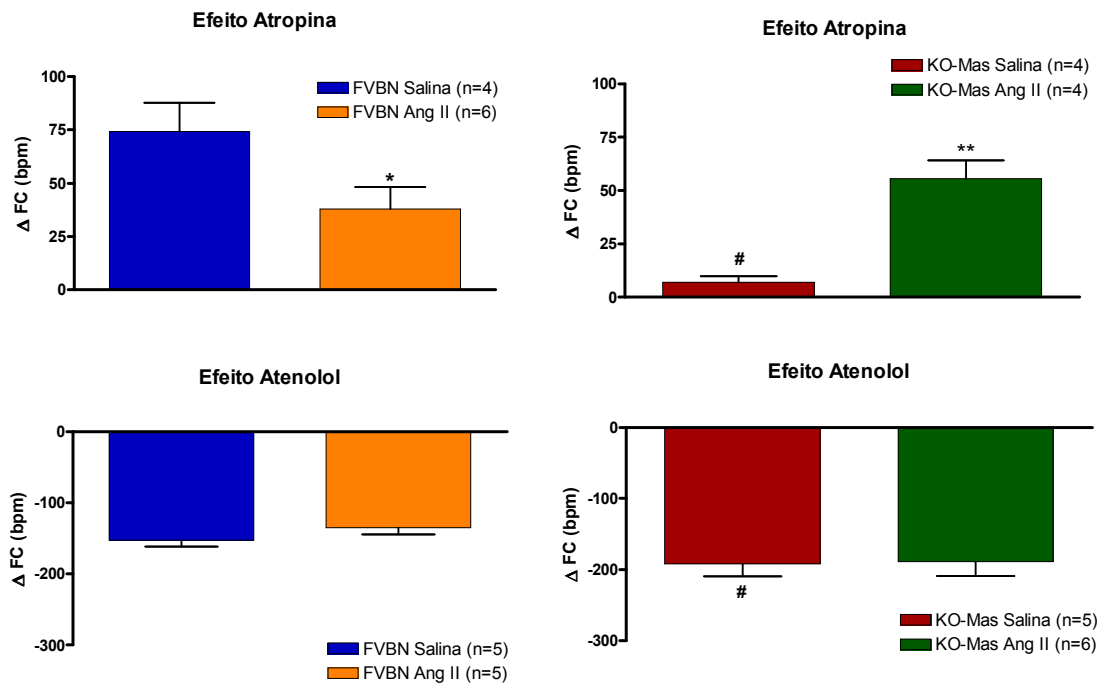 Efeito Atropina
FVBN Salina (n=4)
FVBN Ang II (n=6)
Δ FC (bpm)
100
75
50
25
0
*
Efeito Atropina
KO-Mas Salina (n=4)
KO-Mas Ang II (n=4)
Δ FC (bpm)
100
75
50
25
0
#
**
Efeito Atenolol
Δ FC (bpm)
0
-100
-200
-300
FVBN Salina (n=5)
FVBN Ang II (n=5)
Efeito Atenolol
Δ FC (bpm)
0
-100
-200
-300
#
KO-Mas Salina (n=5)
KO-Mas Ang II (n=6)